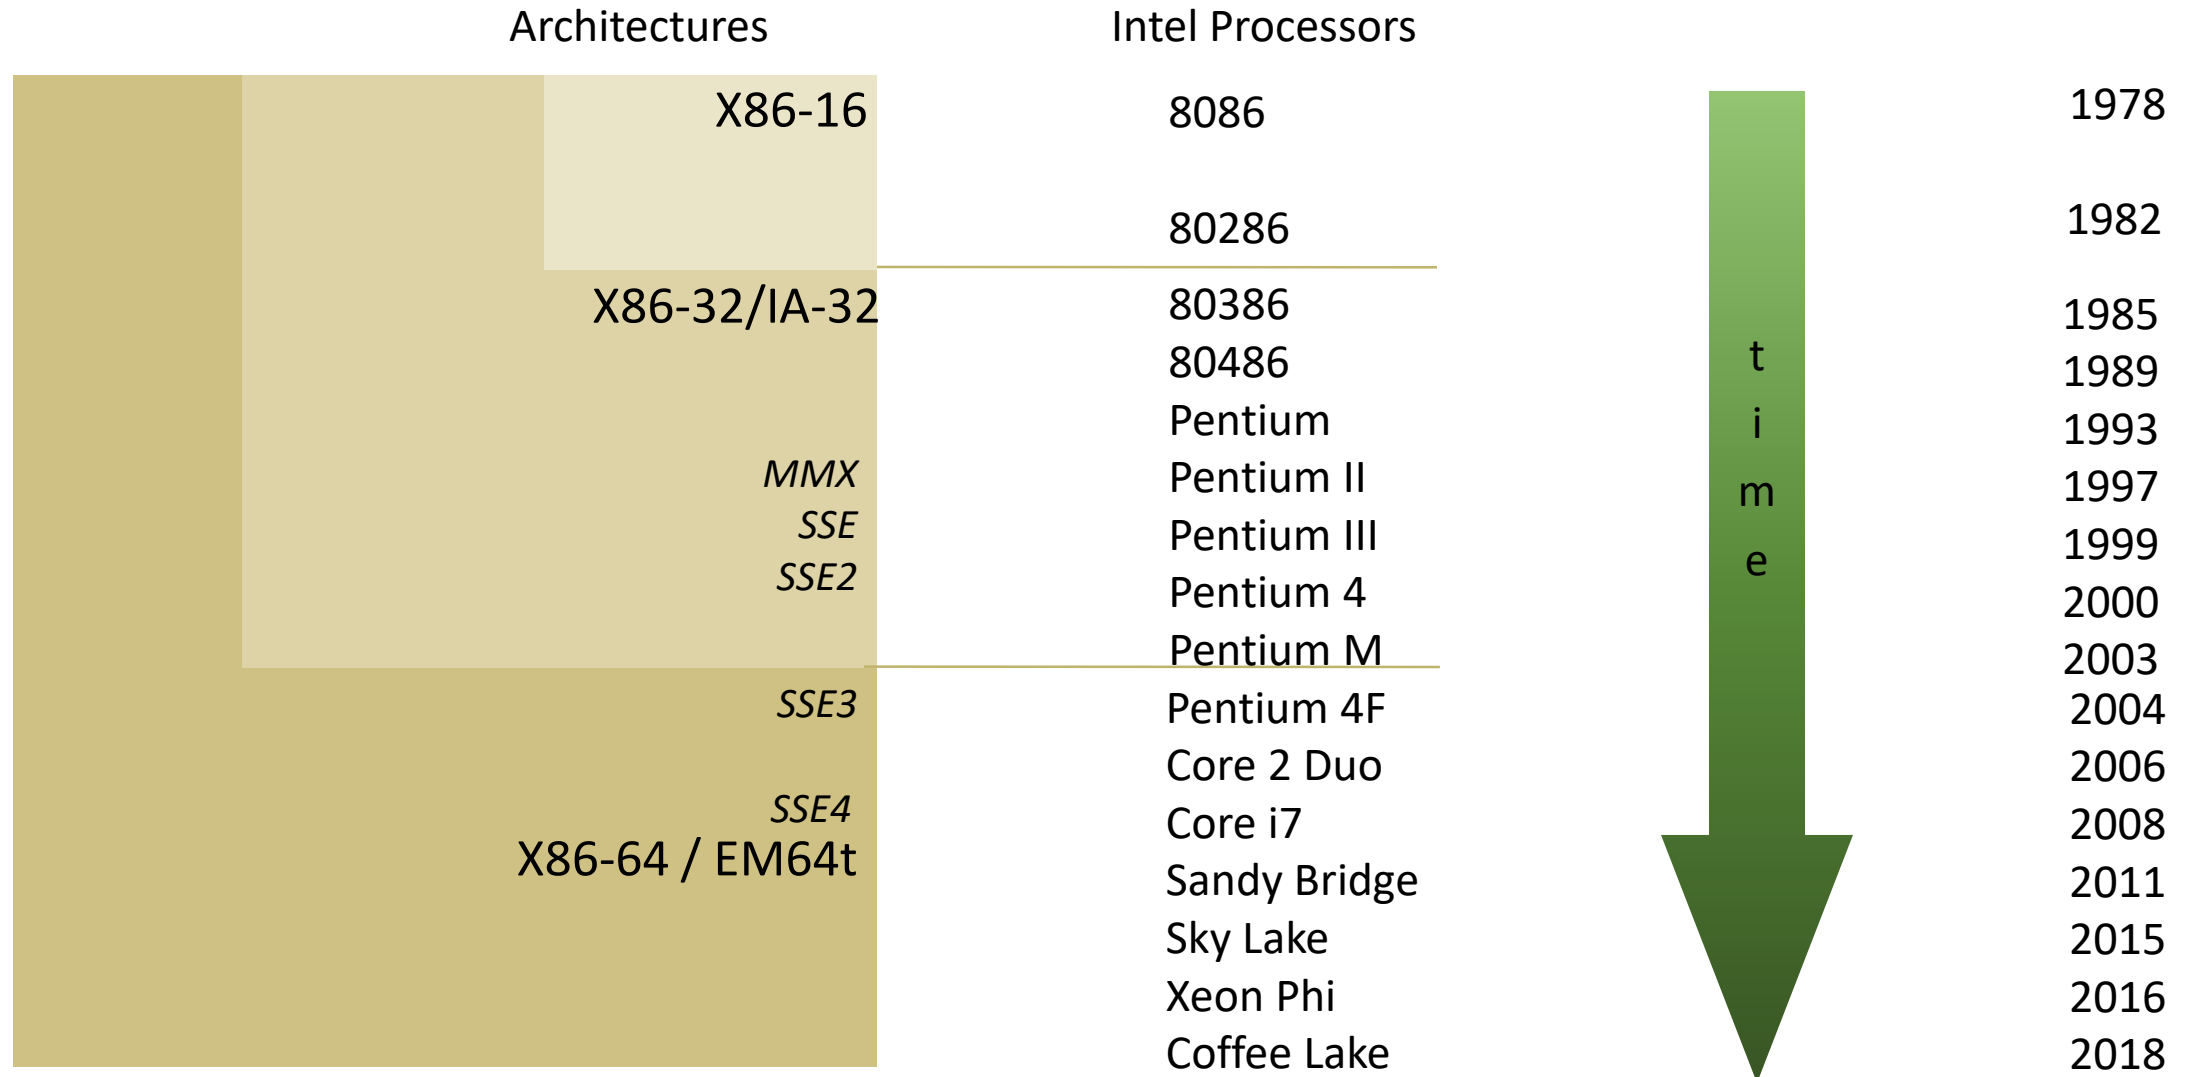 Architectures Intel Processors
X86-16 8086 1978
80286 1982
X86-32/IA-32 80386 1985
80486 1989
Pentium 1993
MMX Pentium II 1997
SSE Pentium III 1999
SSE2 Pentium 4 2000
Pentium M 2003
SSE3 Pentium 4F 2004
Core 2 Duo 2006
SSE4 Core i7 2008
X86-64 / EM64t Sandy Bridge 2011
Sky Lake 2015
Xeon Phi 2016
Coffee Lake 2018
t
i
m
e